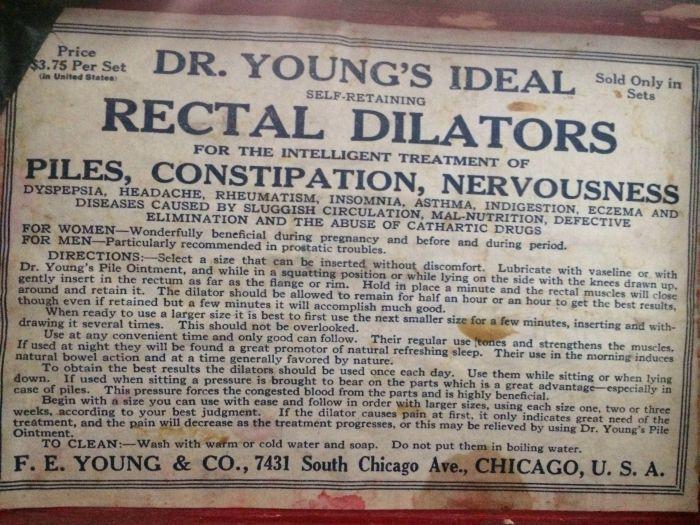 Price
$3.75 Per Set
(in United States)
DR. YOUNG'S IDEAL
Sold Only in
Sets
SELF-RETAINING
RECTAL DILATORS
FOR THE INTELLIGENT TREATMENT OF
PILES, CONSTIPATION, NERVOUSNESS
DYSPEPSIA, HEADACHE, RHEUMATISM, INSOMNIA, ASTHMA, INDIGESTION, ECZEMA AND
DISEASES CAUSED BY SLUGGISH CIRCULATION, MAL-NUTRITION, DEFECTIVE
ELIMINATION AND THE ABUSE OF CATHARTIC DRUGS
FOR WOMEN—Wonderfully beneficial during pregnancy and before and during period.
FOR MEN—Particularly recommended in prostatic troubles.
DIRECTIONS:—Select a size that can be inserted without discomfort. Lubricate with vaseline or with
Dr. Young's Pile Ointment, and while in a squatting position or while lying on the side with the knees drawn up,
gently insert in the rectum as far as the flange or rim. Hold in place a minute and the rectal muscles will close
around and retain it. The dilator should be allowed to remain for half an hour or an hour to get the best results,
though even if retained but a few minutes it will accomplish much good.
When ready to use a larger size it is best to first use the next smaller size for a few minutes, inserting and with-
drawing it several times. This should not be overlooked.
Use at any convenient time and only good can follow. Their regular use tones and strengthens the muscles.
If used at night they will be found a great promotor of natural refreshing sleep. Their use in the morning induces
natural bowel action and at a time generally favored by nature.
To obtain the best results the dilators should be used once each day. Use them while sitting or when lying
down. If used when sitting a pressure is brought to bear on the parts which is a great advantage—especially in
case of piles. This pressure forces the congested blood from the parts and is highly beneficial.
Begin with a size you can use with ease and follow in order with larger sizes, using each size one, two or three
weeks, according to your best judgment. If the dilator causes pain at first, it only indicates great need of the
treatment, and the pain will decrease as the treatment progresses, or this may be relieved by using Dr. Young's Pile
Ointment.
TO CLEAN:—Wash with warm or cold water and soap. Do not put them in boiling water.
F. E. YOUNG & CO., 7431 South Chicago Ave., CHICAGO, U. S. A.